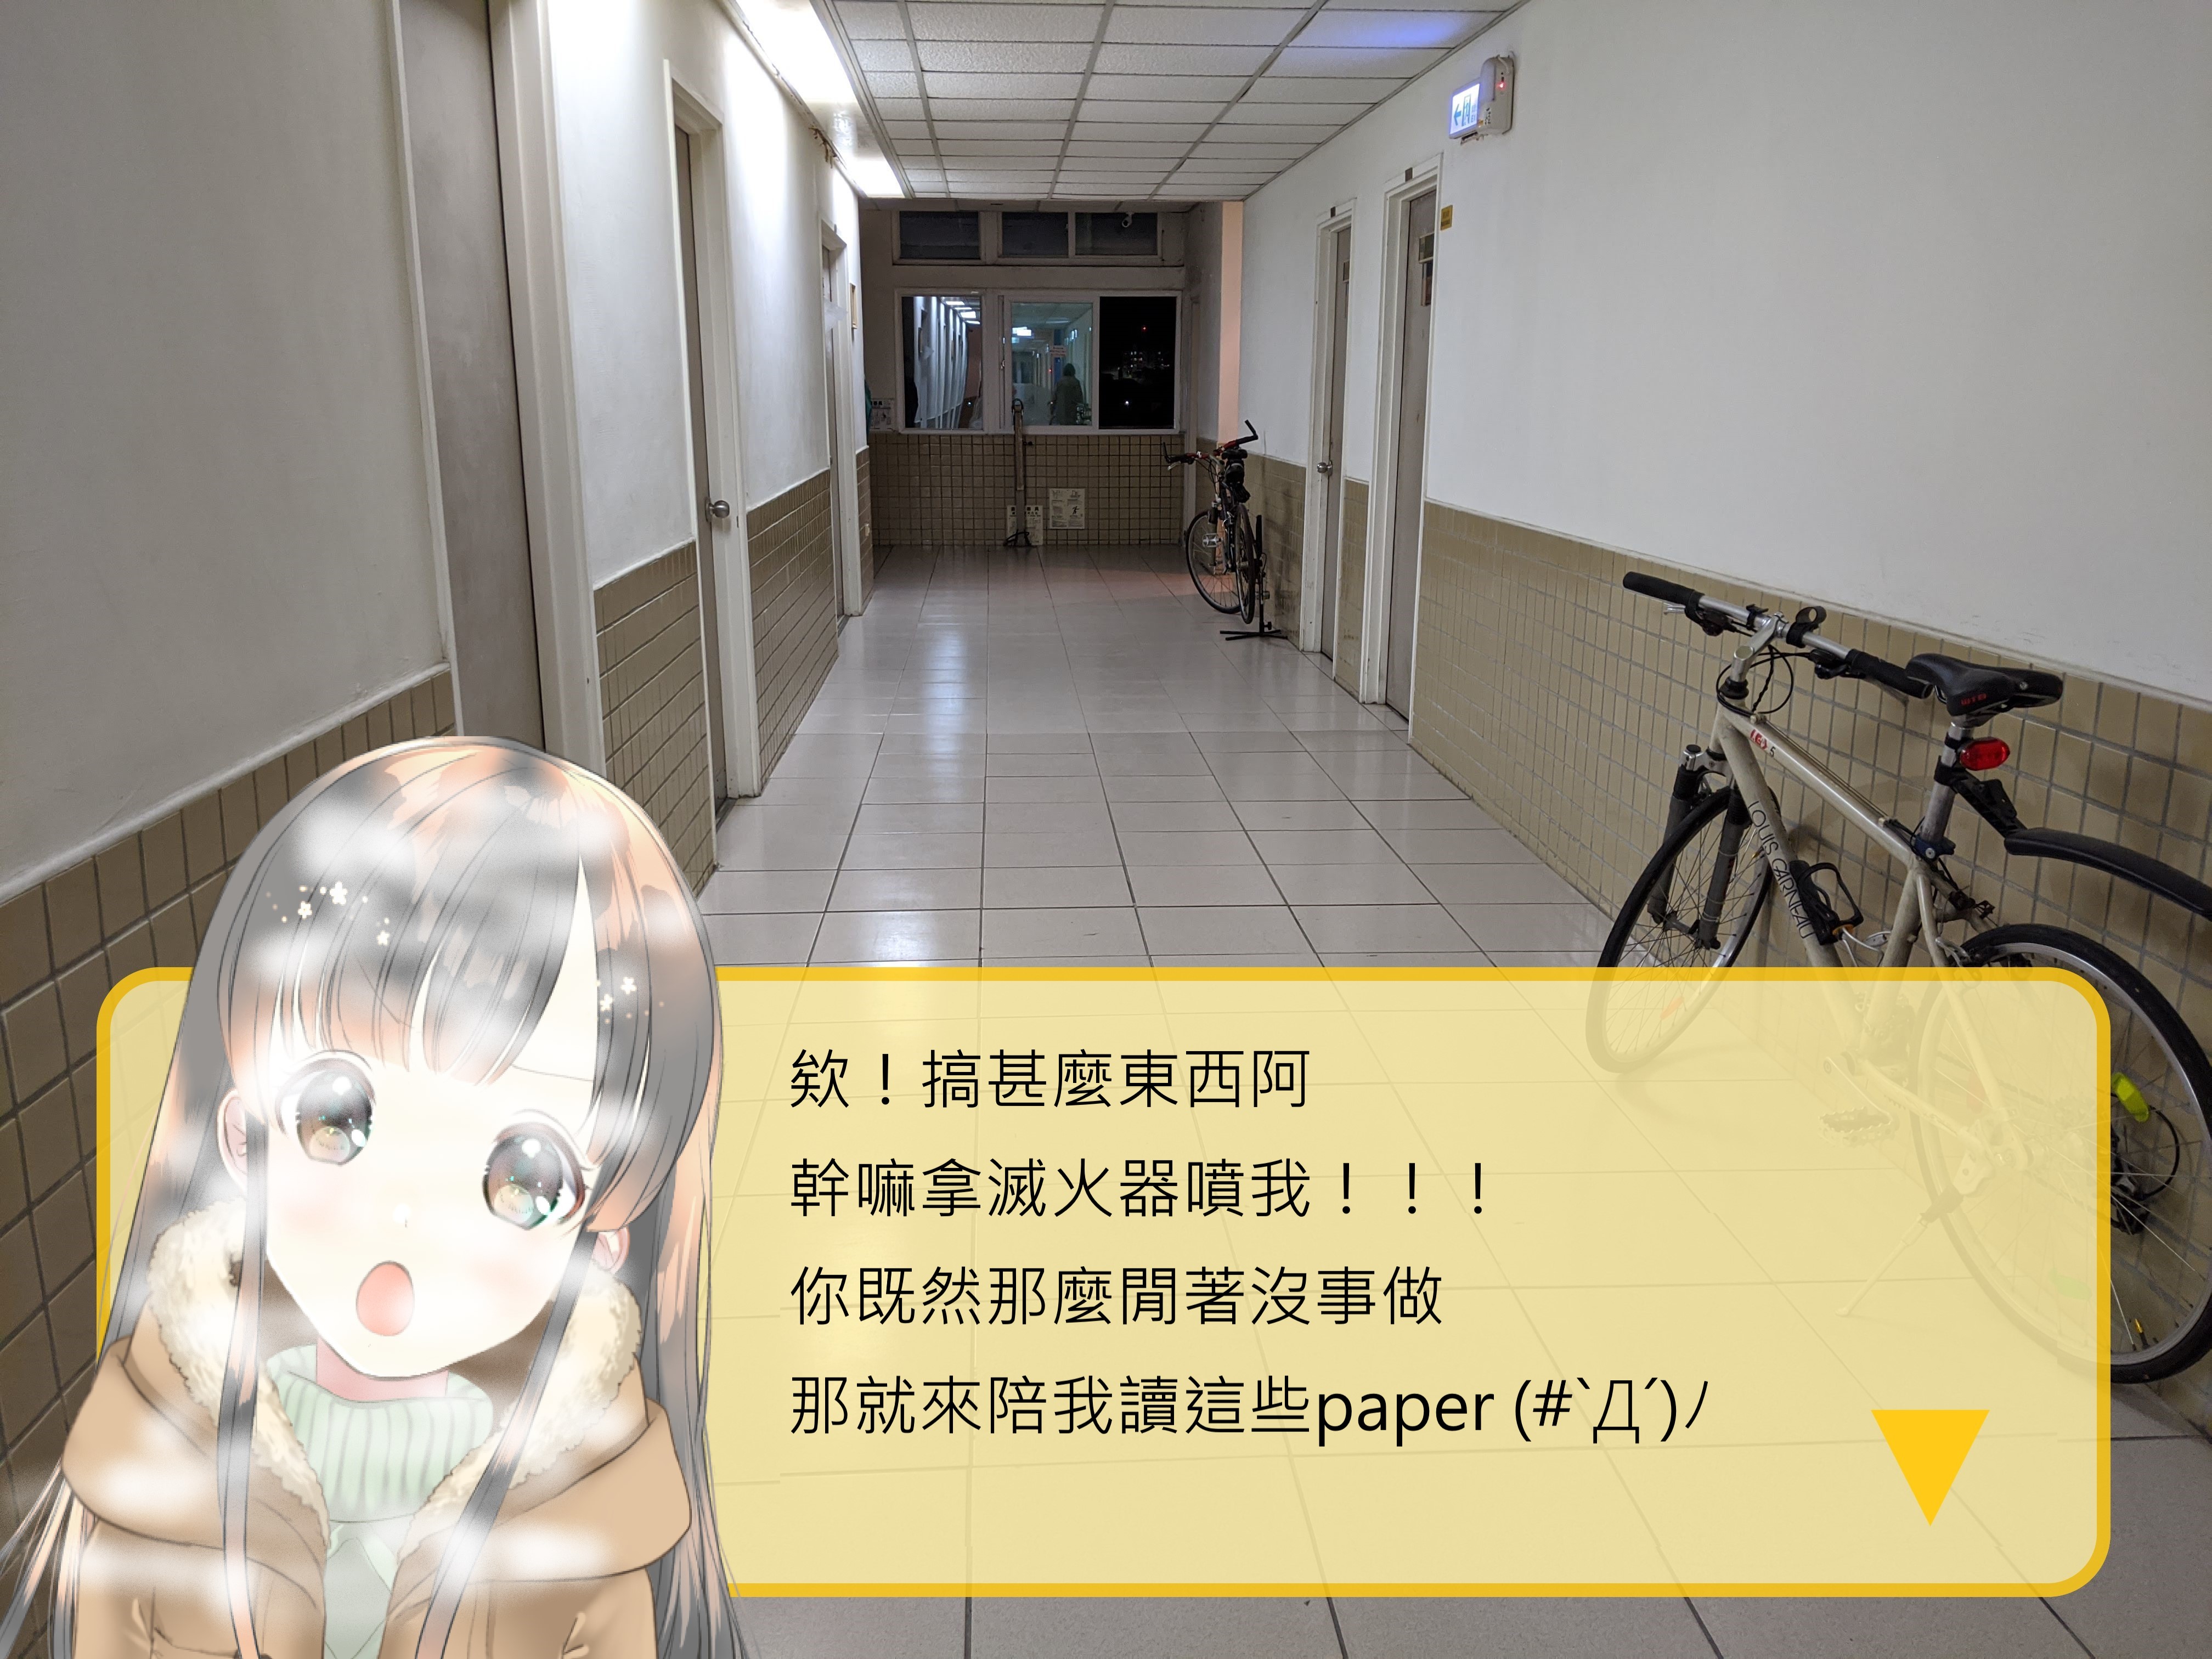 欸！搞甚麼東西阿
幹嘛拿滅火器噴我！！！
你既然那麼閒著沒事做
那就來陪我讀這些paper (#`Д´)ﾉ
LOUIS GARNEAU